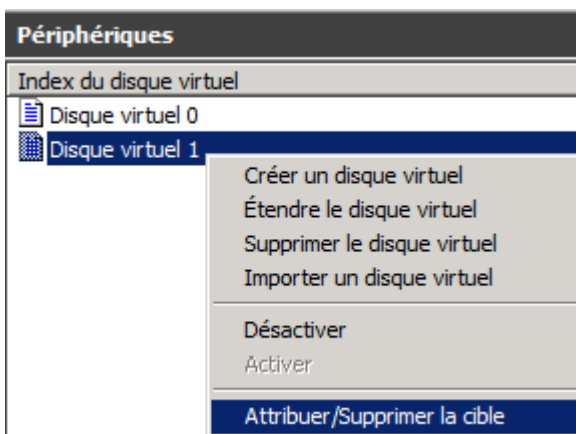 Périphériques
Index du disque virtuel
Disque virtuel 0
Disque virtuel 1
Créer un disque virtuel
Étendre le disque virtuel
Supprimer le disque virtuel
Importer un disque virtuel
Désactiver
Activer
Attribuer/Supprimer la cible